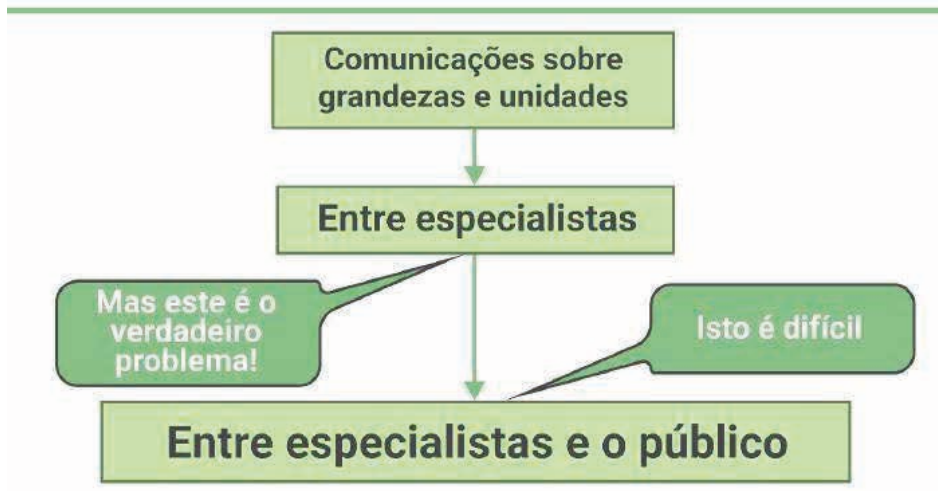 Comunicações sobre
grandezas e unidades
Entre especialistas
Mas este é o
verdadeiro
problema!
Isto é difícil
Entre especialistas e o público